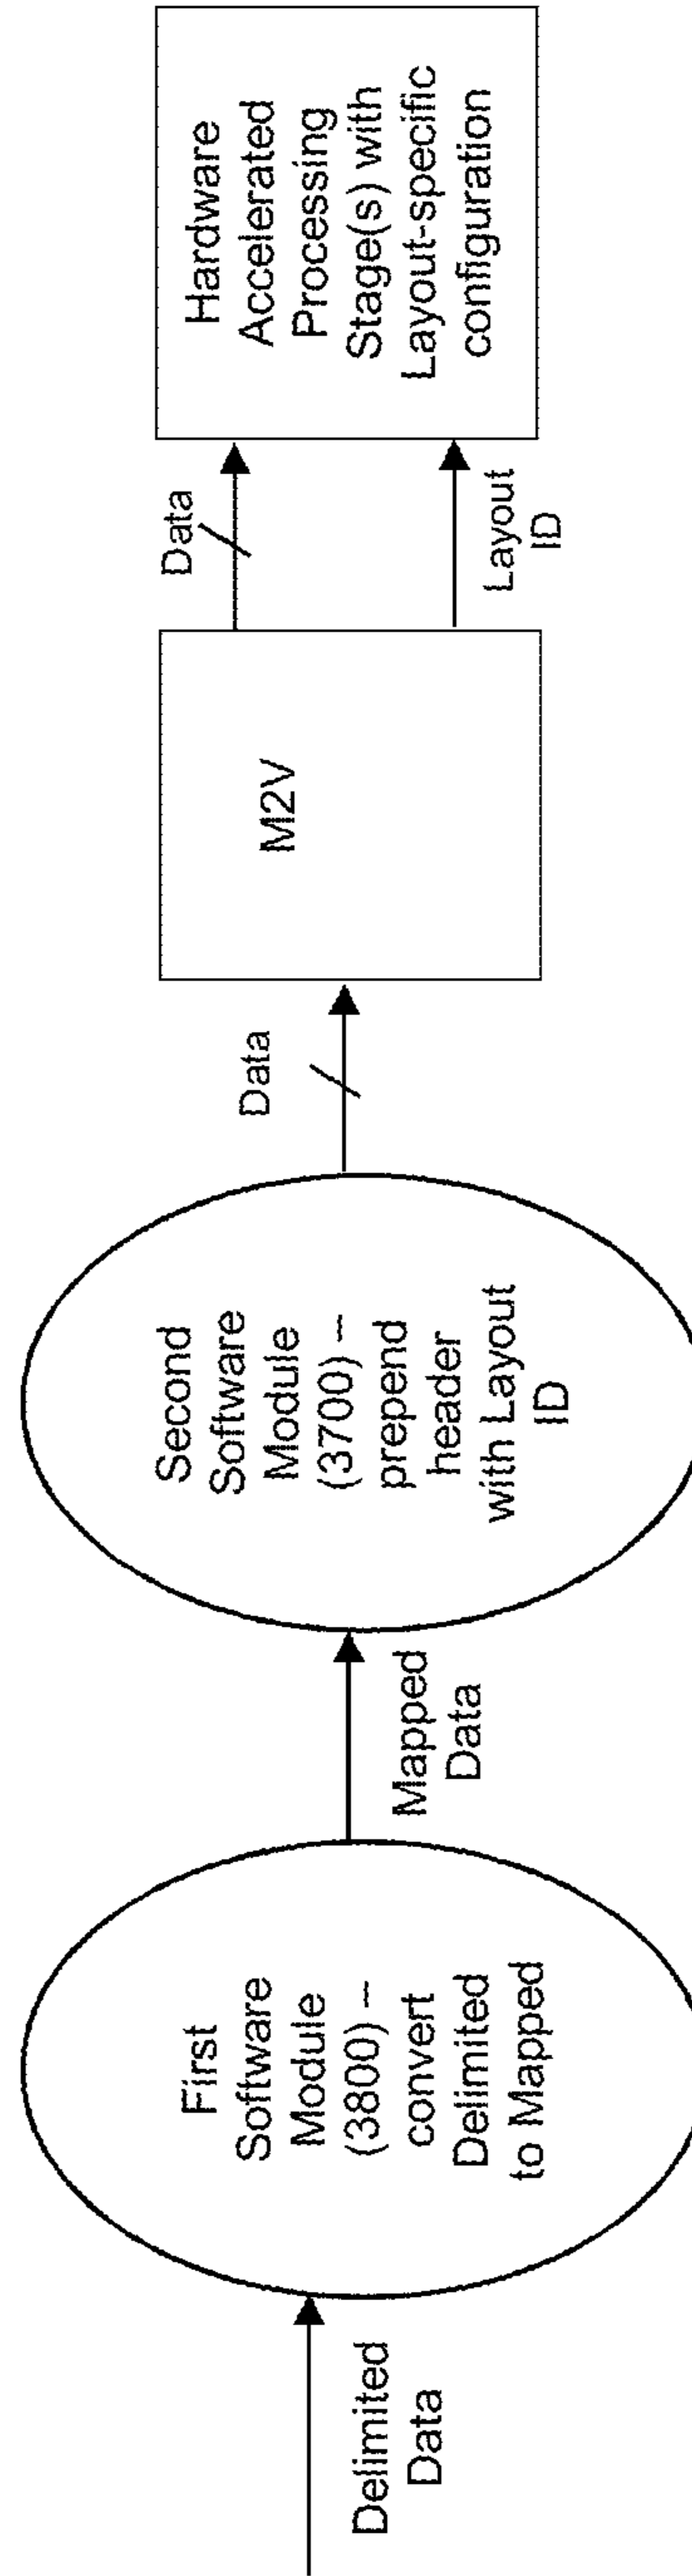 Delimited
Data
First
Software
Module
(3800) –
convert
Delimited
to Mapped
Mapped
Data
Second
Software
Module
(3700) –
prepend
header
with Layout
ID
Data
M2V
Data
Layout
ID
Hardware
Accelerated
Processing
Stage(s) with
Layout-specific
configuration